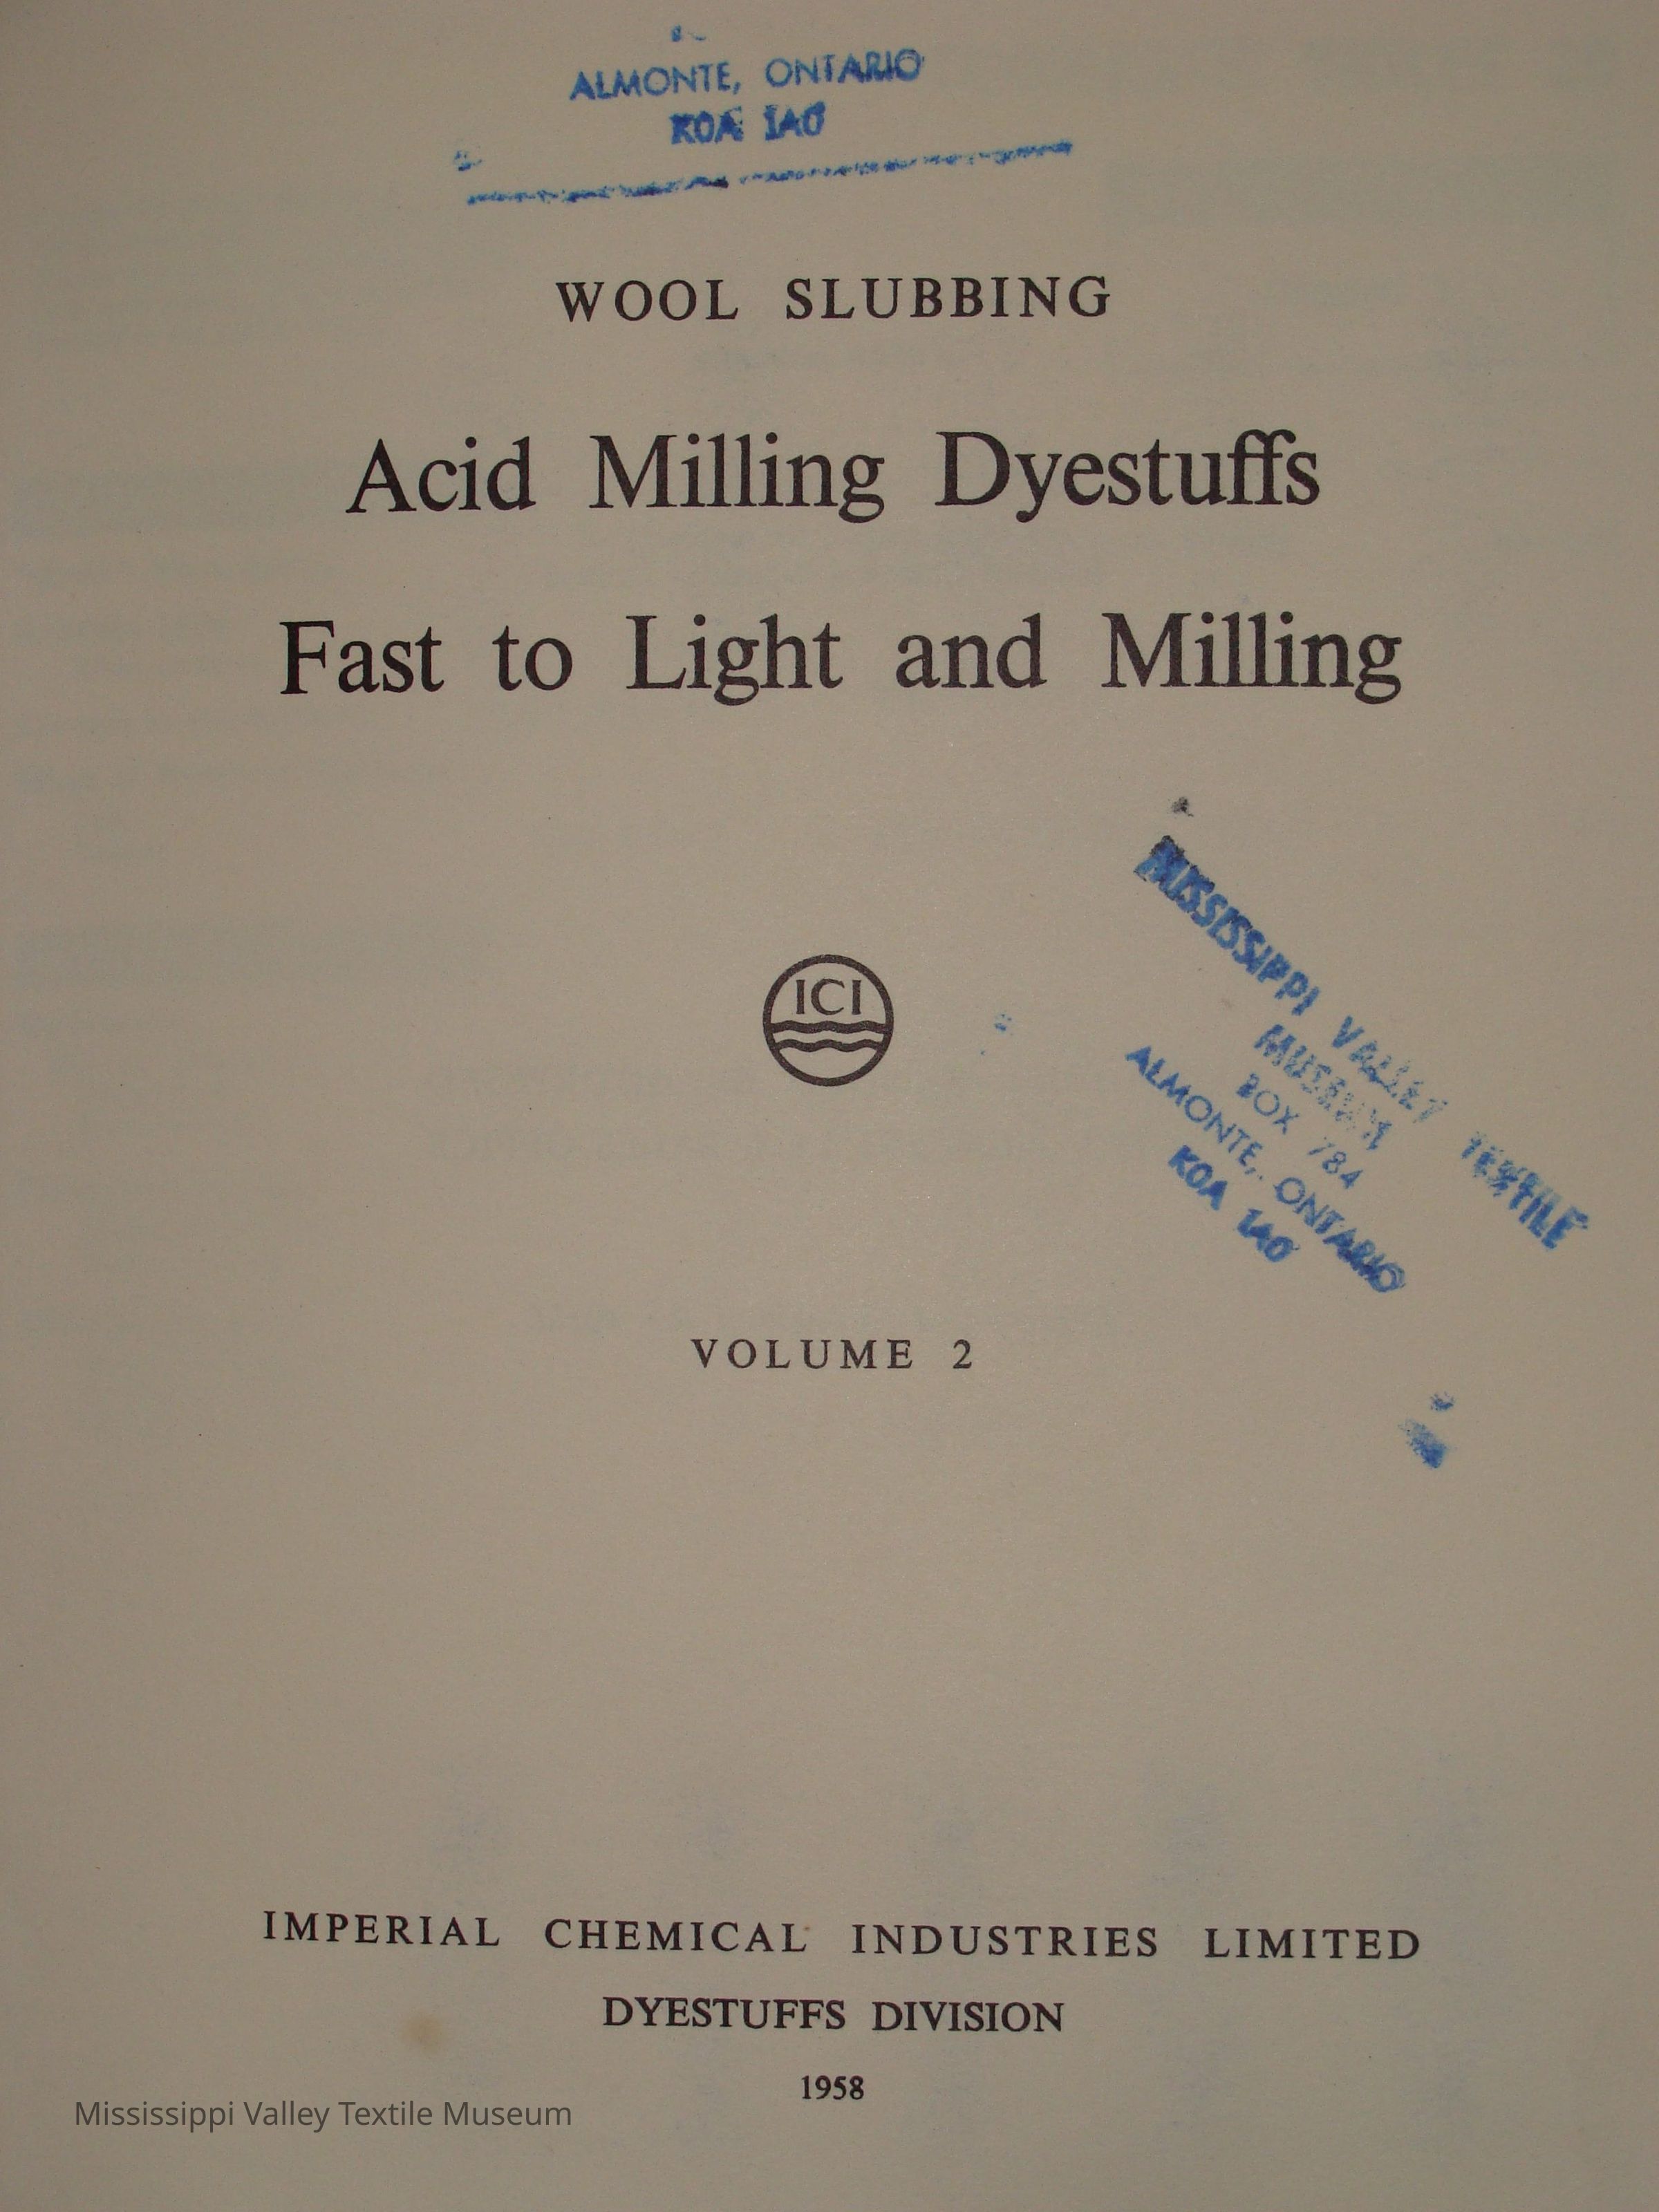 ALMONTE, ONTARIO
K0A 1A0
WOOL SLUBBING
Acid Milling Dyestuffs
Fast to Light and Milling
ICI
MISSISSIPPI VALLEY TEXTILE
MUSEUM
BOX 784
ALMONTE, ONTARIO
K0A 1A0
VOLUME 2
IMPERIAL CHEMICAL INDUSTRIES LIMITED
DYESTUFFS DIVISION
1958
Mississippi Valley Textile Museum